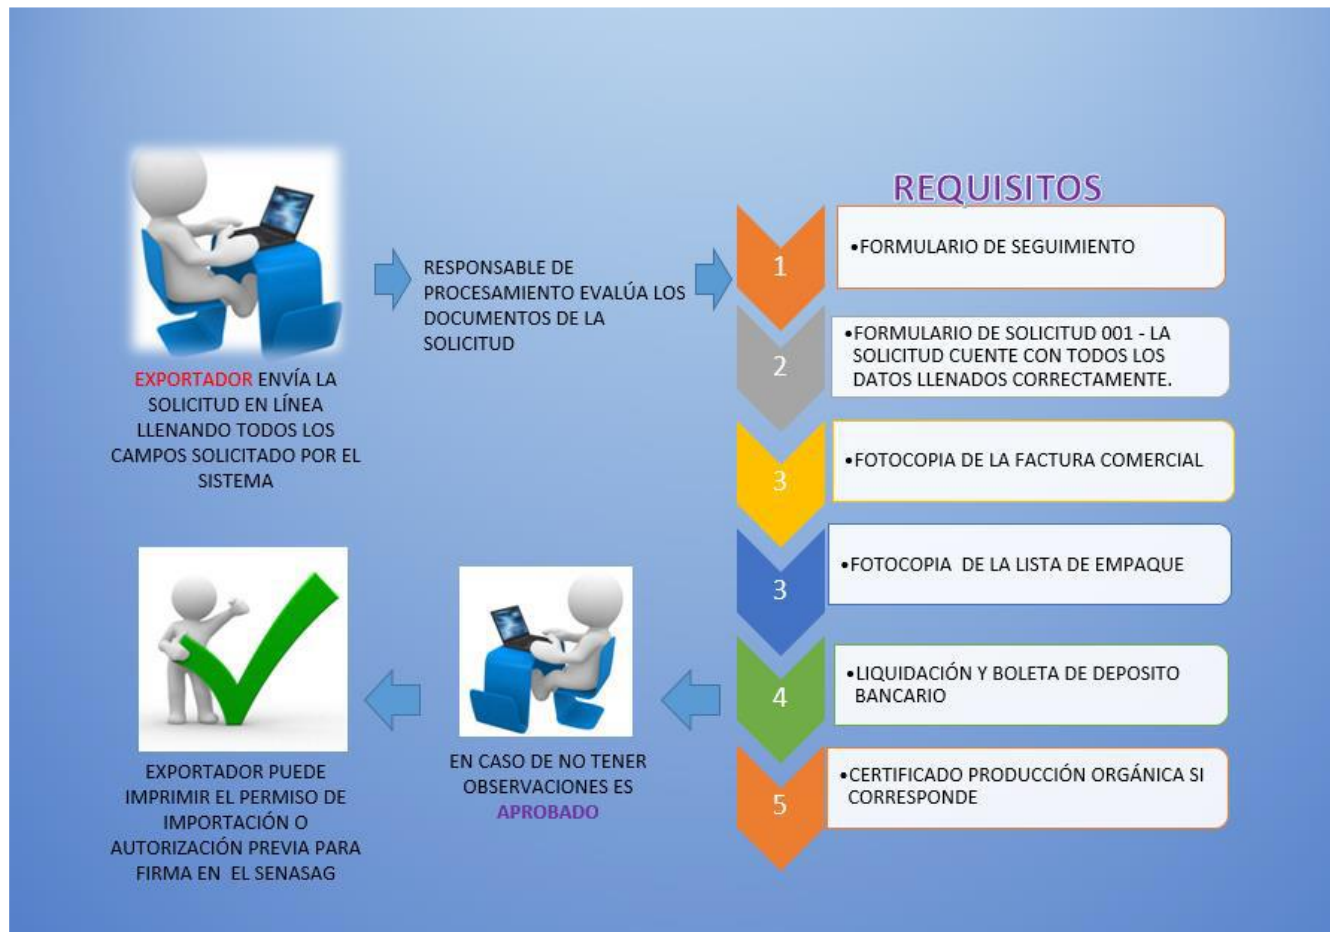 EXPORTADOR ENVÍA LA
SOLICITUD EN LÍNEA
LLENANDO TODOS LOS
CAMPOS SOLICITADO POR EL
SISTEMA
RESPONSABLE DE
PROCESAMIENTO EVALÚA LOS
DOCUMENTOS DE LA
SOLICITUD
REQUISITOS
1
•FORMULARIO DE SEGUIMIENTO
2
•FORMULARIO DE SOLICITUD 001 - LA
SOLICITUD CUENTE CON TODOS LOS
DATOS LLENADOS CORRECTAMENTE.
3
•FOTOCOPIA DE LA FACTURA COMERCIAL
3
•FOTOCOPIA DE LA LISTA DE EMPAQUE
4
•LIQUIDACIÓN Y BOLETA DE DEPOSITO
BANCARIO
5
•CERTIFICADO PRODUCCIÓN ORGÁNICA SI
CORRESPONDE
EN CASO DE NO TENER
OBSERVACIONES ES
APROBADO
EXPORTADOR PUEDE
IMPRIMIR EL PERMISO DE
IMPORTACIÓN O
AUTORIZACIÓN PREVIA PARA
FIRMA EN EL SENASAG